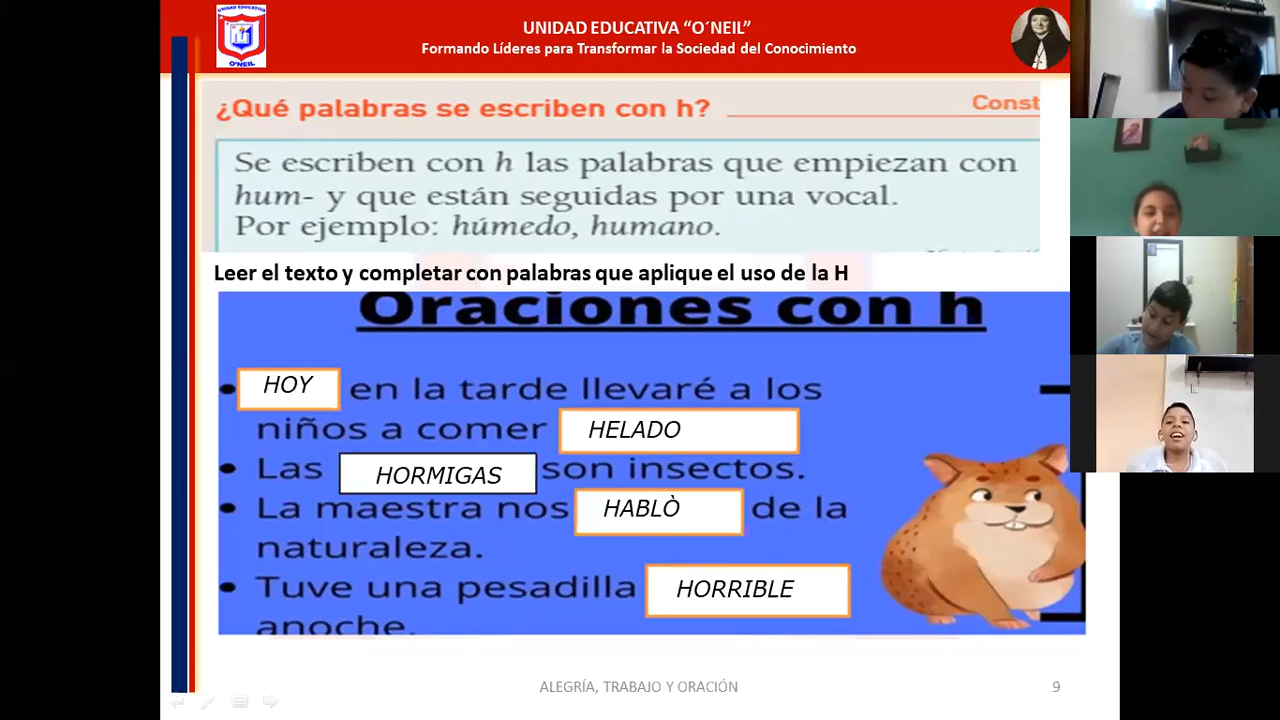 UNIDAD EDUCATIVA
O´NEIL
UNIDAD EDUCATIVA “O´NEIL”
Formando Líderes para Transformar la Sociedad del Conocimiento
¿Qué palabras se escriben con h?
Const
Se escriben con h las palabras que empiezan con
hum- y que están seguidas por una vocal.
Por ejemplo: húmedo, humano.
Leer el texto y completar con palabras que aplique el uso de la H
Oraciones con h
• HOY en la tarde llevaré a los
niños a comer HELADO
• Las HORMIGAS son insectos.
• La maestra nos HABLÒ de la
naturaleza.
• Tuve una pesadilla HORRIBLE
anoche.
ALEGRÍA, TRABAJO Y ORACIÓN
9